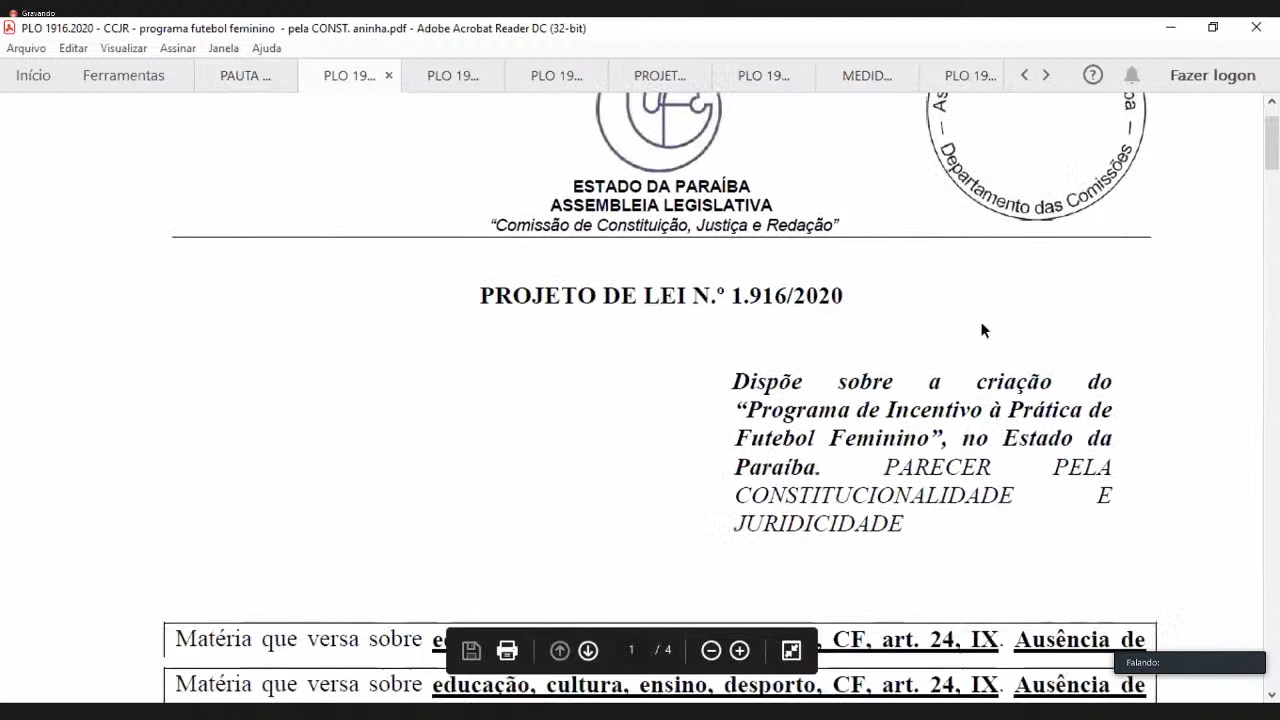 Gravando
PLO 1916.2020 - CCJR - programa futebol feminino - pela CONST. aninha.pdf - Adobe Acrobat Reader DC (32-bit)
Arquivo Editar Visualizar Assinar Janela Ajuda
Início Ferramentas PAUTA ... PLO 19... × PLO 19... PLO 19... PROJET... PLO 19... MEDID... PLO 19... Fazer logon
Departamento das Comissões
ESTADO DA PARAÍBA
ASSEMBLEIA LEGISLATIVA
“Comissão de Constituição, Justiça e Redação”
PROJETO DE LEI N.º 1.916/2020
Dispõe sobre a criação do
“Programa de Incentivo à Prática de
Futebol Feminino”, no Estado da
Paraíba. PARECER PELA
CONSTITUCIONALIDADE E
JURIDICIDADE
Matéria que versa sobre , CF, art. 24, IX. Ausência de
1 / 4
Falando:
Matéria que versa sobre educação, cultura, ensino, desporto, CF, art. 24, IX. Ausência de